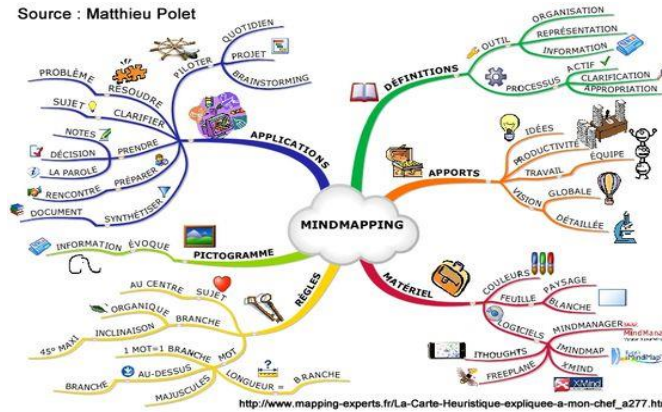 Source : Matthieu Polet
MINDMAPPING
DÉFINITIONS
OUTIL
ORGANISATION
REPRÉSENTATION
INFORMATION
PROCESSUS
ACTIF
CLARIFICATION
APPROPRIATION
APPORTS
IDÉES
PRODUCTIVITÉ
TRAVAIL
ÉQUIPE
VISION
GLOBALE
DÉTAILLÉE
MATÉRIEL
COULEURS
FEUILLE
PAYSAGE
BLANCHE
LOGICIELS
MINDMANAGER
IMINDMAP
XMIND
FREEPLANE
ITHOUGHTS
XMind
RÈGLES
SUJET
AU CENTRE
BRANCHE
ORGANIQUE
INCLINAISON
45° MAXI
MOT
1 MOT=1 BRANCHE
AU-DESSUS
BRANCHE
MAJUSCULES
LONGUEUR = BRANCHE
PICTOGRAMME
ÉVOQUE
INFORMATION
APPLICATIONS
PILOTER
QUOTIDIEN
PROJET
BRAINSTORMING
RÉSOUDRE
PROBLÈME
CLARIFIER
SUJET
PRENDRE
NOTES
DÉCISION
LA PAROLE
PRÉPARER
RENCONTRE
SYNTHÉTISER
DOCUMENT
http://www.mapping-experts.fr/La-Carte-Heuristique-expliquee-a-mon-chef_a277.htm